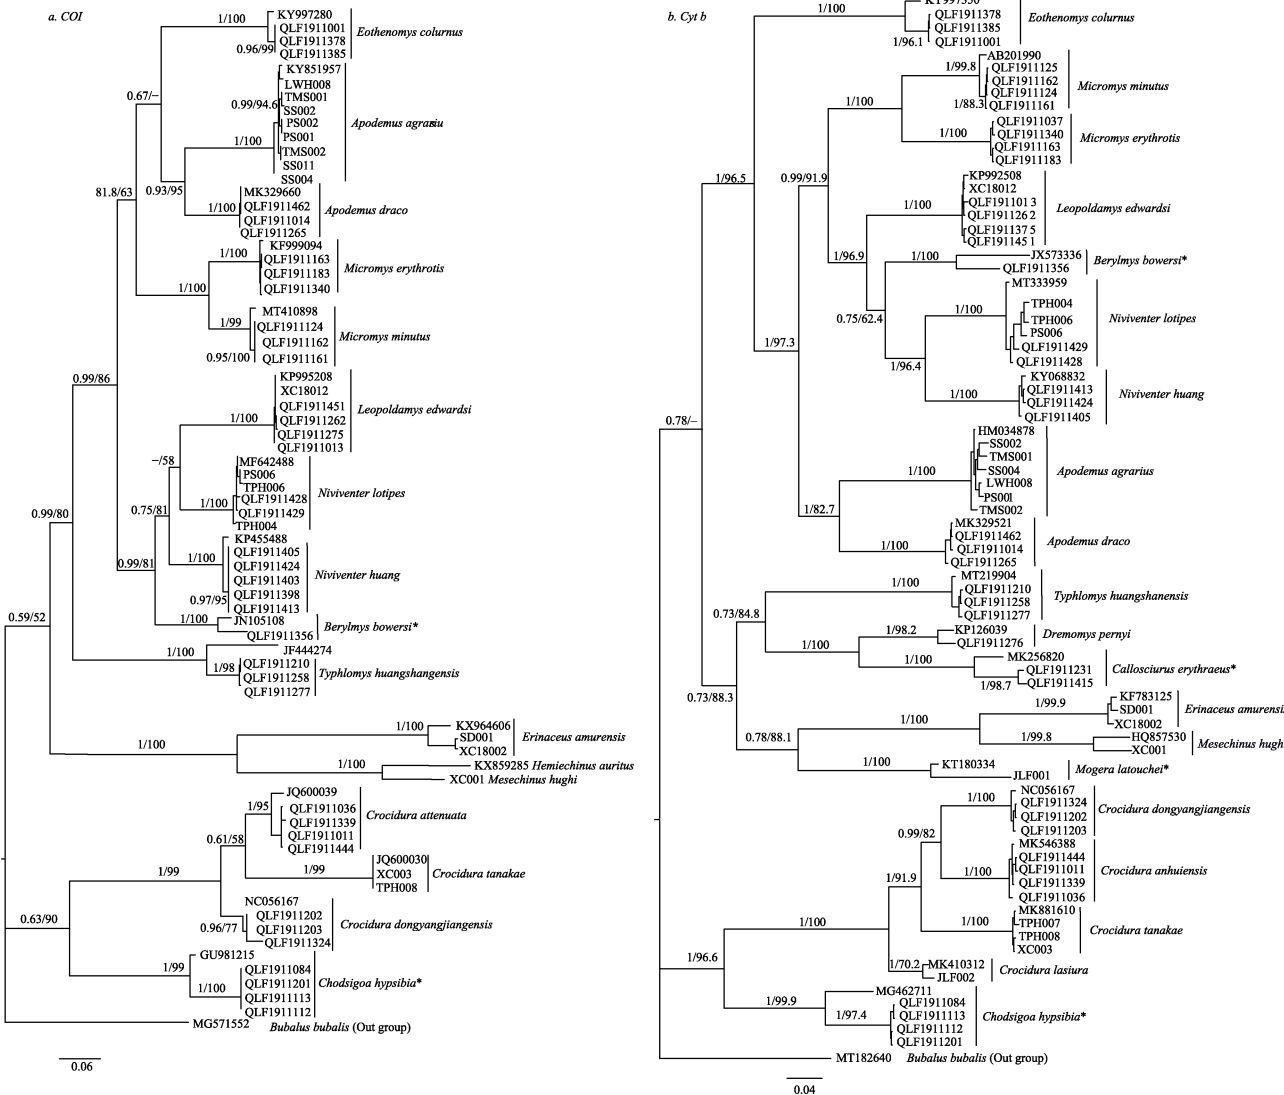 a. COI
1/100
KY997280
QLF1911001
QLF1911378
0.96/99
QLF1911385
Eothenomys colurnus
0.67/–
KY851957
LWH008
TMS001
0.99/94.6
SS002
PS002
PS001
1/100
TMS002
SS011
SS004
Apodemus agrasiu
81.8/63
0.93/95
MK329660
QLF1911462
1/100
QLF1911014
QLF1911265
Apodemus draco
KF999094
1/100
QLF1911163
QLF1911183
QLF1911340
Micromys erythrotis
1/100
MT410898
1/99
QLF1911124
QLF1911162
0.95/100
QLF1911161
Micromys minutus
0.99/86
KP995208
XC18012
QLF1911451
1/100
QLF1911262
QLF1911275
QLF1911013
Leopoldamys edwardsi
–/58
MF642488
PS006
TPH006
1/100
QLF1911428
QLF1911429
TPH004
Niviventer lotipes
0.99/80
0.75/81
KP455488
QLF1911405
1/100
QLF1911424
QLF1911403
QLF1911398
0.97/95
QLF1911413
Niviventer huang
0.99/81
1/100
JN105108
QLF1911356
Berylmys bowersi*
0.59/52
1/100
JF444274
1/98
QLF1911210
QLF1911258
QLF1911277
Typhlomys huangshangensis
1/100
1/100
KX964606
SD001
XC18002
Erinaceus amurensis
1/100
KX859285 Hemiechinus auritus
XC001 Mesechinus hughi
JQ600039
1/95
QLF1911036
QLF1911339
QLF1911011
QLF1911444
Crocidura attenuata
0.61/58
1/99
JQ600030
XC003
TPH008
Crocidura tanakae
1/99
NC056167
QLF1911202
0.96/77
QLF1911203
QLF1911324
Crocidura dongyangjiangensis
0.63/90
GU981215
1/99
QLF1911084
QLF1911201
1/100
QLF1911113
QLF1911112
Chodsigoa hypsibia*
MG571552
Bubalus bubalis (Out group)
0.06
b. Cyt b
1/100
QLF1911378
QLF1911385
1/96.1
QLF1911001
Eothenomys colurnus
AB201990
1/99.8
QLF1911125
QLF1911162
QLF1911124
1/88.3
QLF1911161
Micromys minutus
1/100
QLF1911037
1/100
QLF1911340
QLF1911163
QLF1911183
Micromys erythrotis
1/96.5
0.99/91.9
KP992508
XC18012
1/100
QLF1911013
QLF1911262
QLF1911375
QLF1911451
Leopoldamys edwardsi
1/96.9
1/100
JX573336
QLF1911356
Berylmys bowersi*
0.75/62.4
MT333959
1/100
TPH004
TPH006
PS006
QLF1911429
QLF1911428
Niviventer lotipes
1/97.3
1/96.4
KY068832
1/100
QLF1911413
QLF1911424
QLF1911405
Niviventer huang
0.78/–
HM034878
SS002
TMS001
1/100
SS004
LWH008
PS001
TMS002
Apodemus agrarius
1/82.7
MK329521
QLF1911462
1/100
QLF1911014
QLF1911265
Apodemus draco
MT219904
1/100
QLF1911210
QLF1911258
QLF1911277
Typhlomys huangshanensis
0.73/84.8
1/98.2
KP126039
QLF1911276
Dremomys pernyi
1/100
1/100
MK256820
QLF1911231
1/98.7
QLF1911415
Callosciurus erythraeus*
0.73/88.3
1/99.9
KF783125
SD001
XC18002
Erinaceus amurensi
1/100
1/99.8
HQ857530
XC001
Mesechinus hugh
0.78/88.1
1/100
KT180334
JLF001
Mogera latouchei*
NC056167
1/100
QLF1911324
QLF1911202
QLF1911203
Crocidura dongyangjiangensis
0.99/82
MK546388
QLF1911444
1/100
QLF1911011
QLF1911339
QLF1911036
Crocidura anhuiensis
1/91.9
MK881610
1/100
TPH007
TPH008
XC003
Crocidura tanakae
1/100
1/70.2
MK410312
JLF002
Crocidura lasiura
1/96.6
MG462711
1/99.9
QLF1911084
1/97.4
QLF1911113
QLF1911112
QLF1911201
Chodsigoa hypsibia*
MT182640
Bubalus bubalis (Out group)
0.04